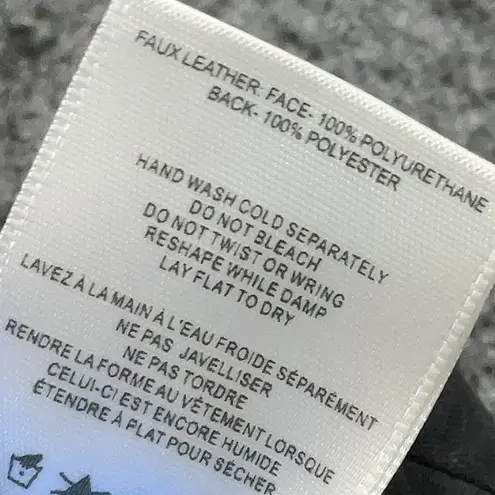 FAUX LEATHER: FACE- 100% POLYURETHANE
BACK- 100% POLYESTER
HAND WASH COLD SEPARATELY
DO NOT BLEACH
DO NOT TWIST OR WRING
RESHAPE WHILE DAMP
LAY FLAT TO DRY
LAVEZ À LA MAIN À L'EAU FROIDE SÉPARÉMENT
NE PAS JAVELLISER
NE PAS TORDRE
RENDRE LA FORME AU VÊTEMENT LORSQUE
CELUI-CI EST ENCORE HUMIDE
ÉTENDRE À PLAT POUR SÉCHER